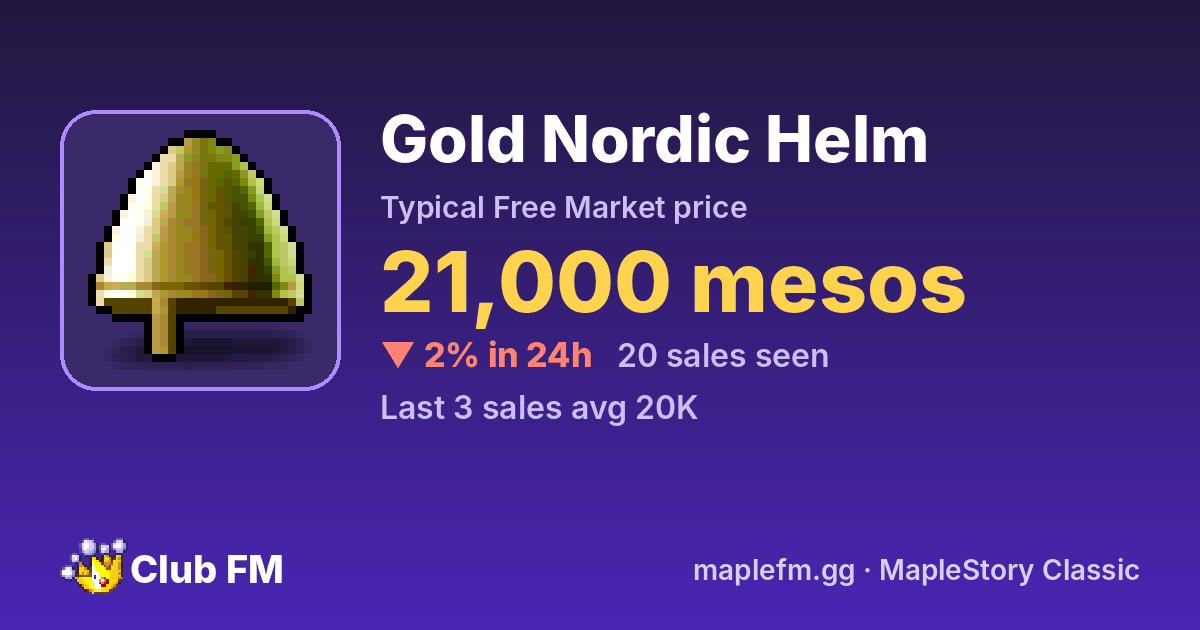 Gold Nordic Helm
Typical Free Market price
21,000 mesos
▼ 2% in 24h 20 sales seen
Last 3 sales avg 20K
Club FM
maplefm.gg · MapleStory Classic